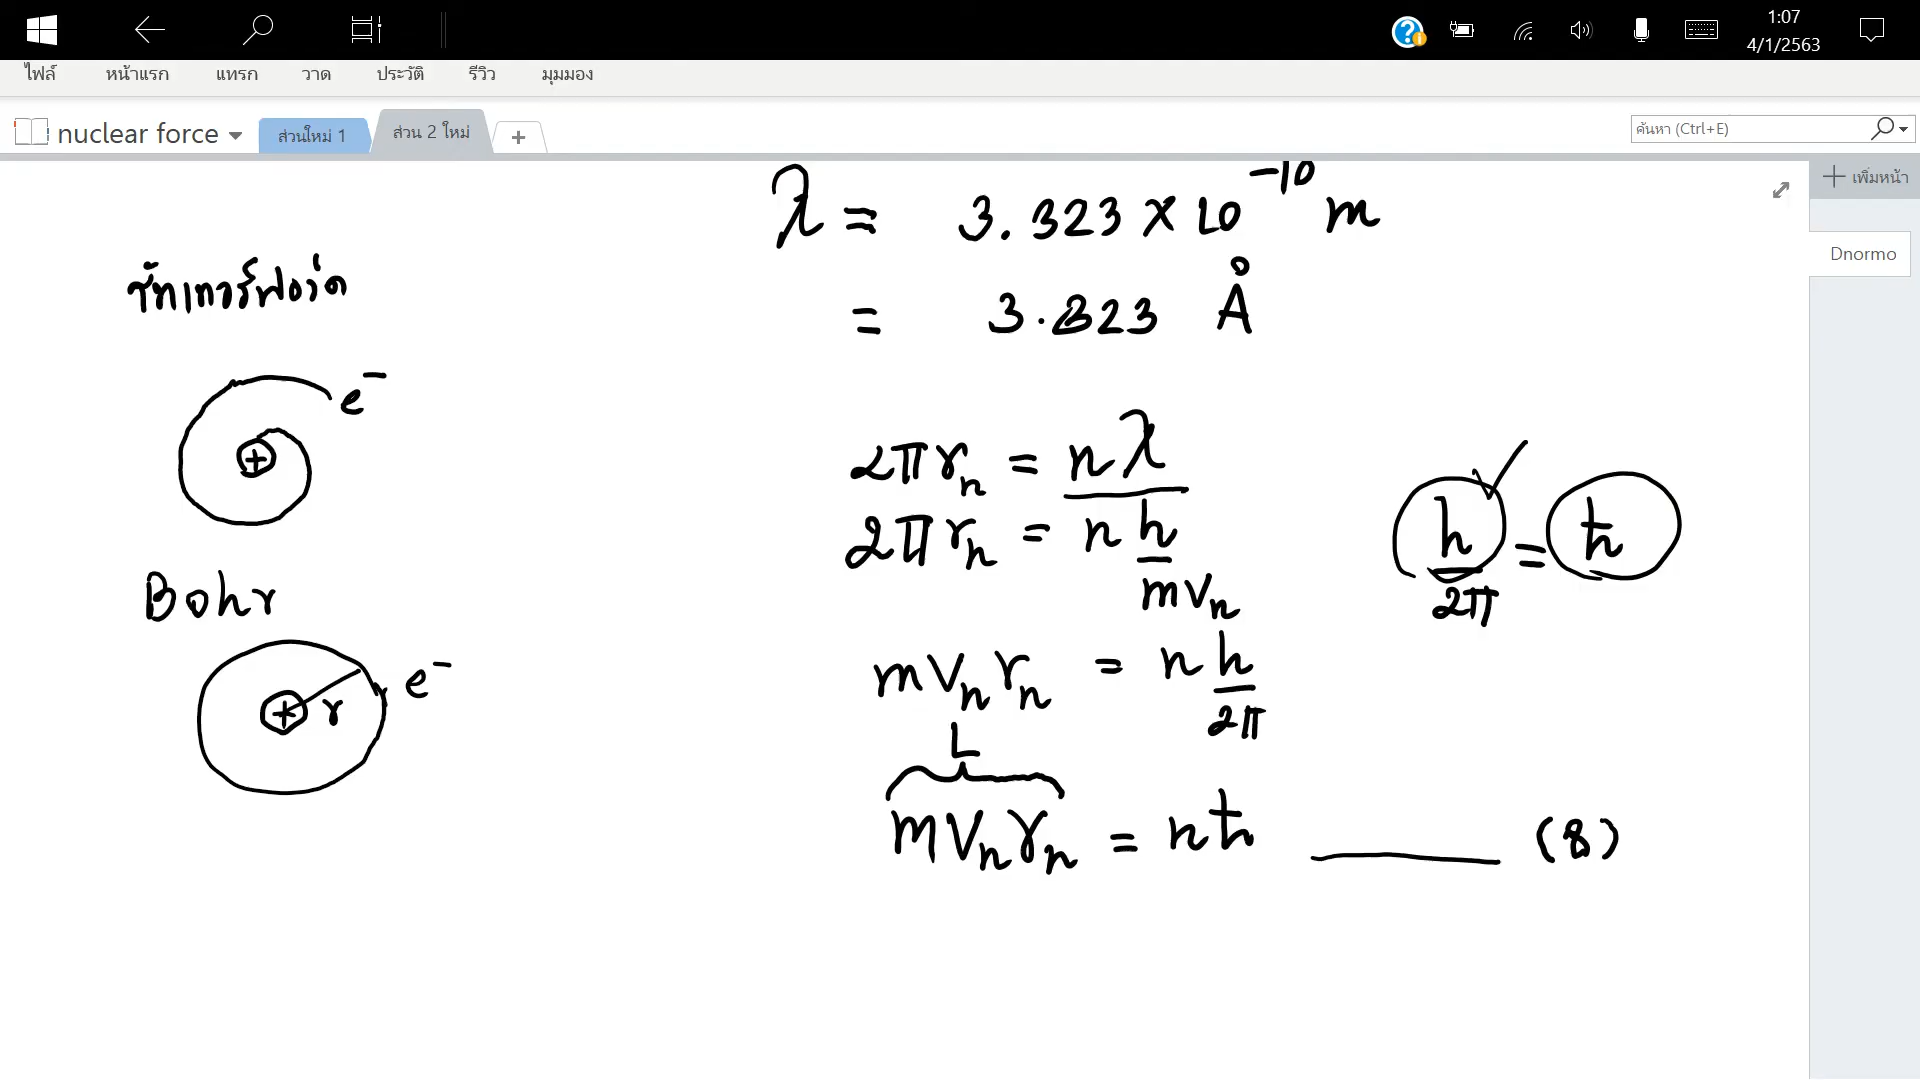 1:07
4/1/2563
ไฟล์ หน้าแรก แทรก วาด ประวัติ รีวิว มุมมอง
nuclear force ส่วนใหม่ 1 ส่วน 2 ใหม่ +
ค้นหา (Ctrl+E)
เพิ่มหน้า
Dnormo
รัทเทอร์ฟอร์ด
e⁻
+
Bohr
e⁻
+ r
λ = 3.323 × 10⁻¹⁰ m
= 3.323 Å
2πrₙ = nλ
2πrₙ = n h/mvₙ
h/2π = ħ
mvₙrₙ = n h/2π
L
mvₙrₙ = nħ ——— (8)